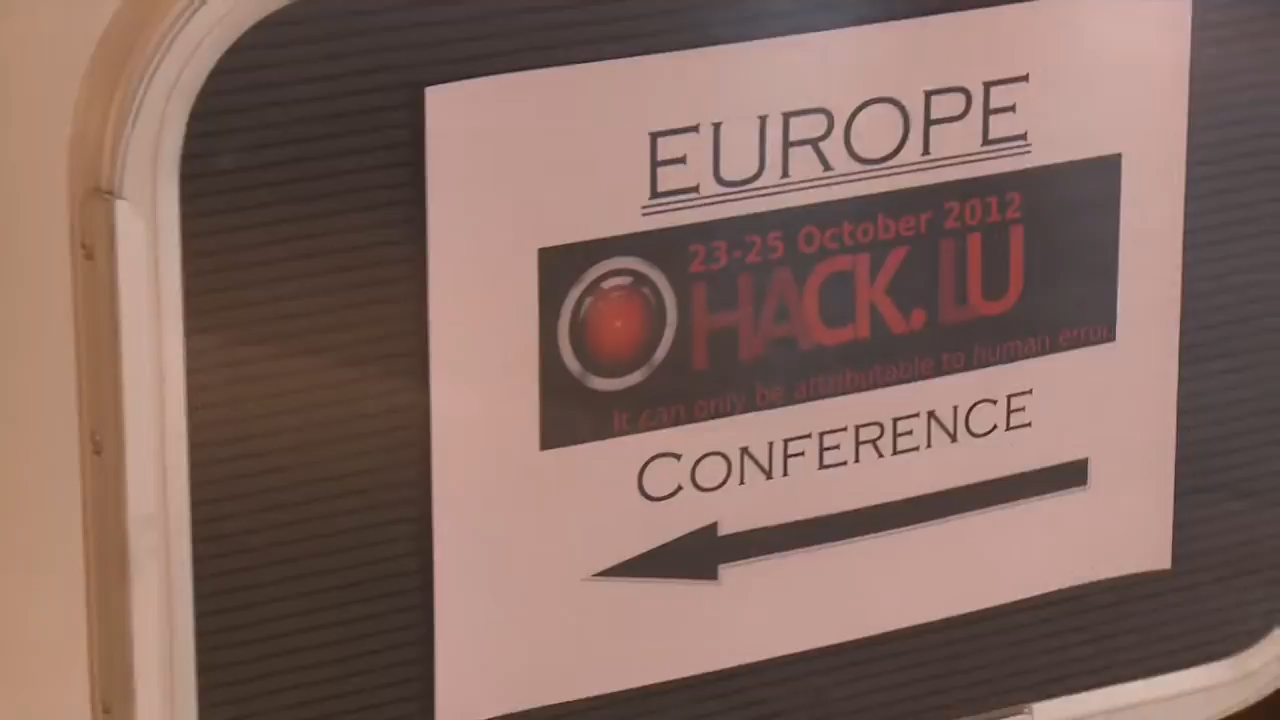 EUROPE
23-25 October 2012
HACK.LU
It can only be attributable to human error.
CONFERENCE